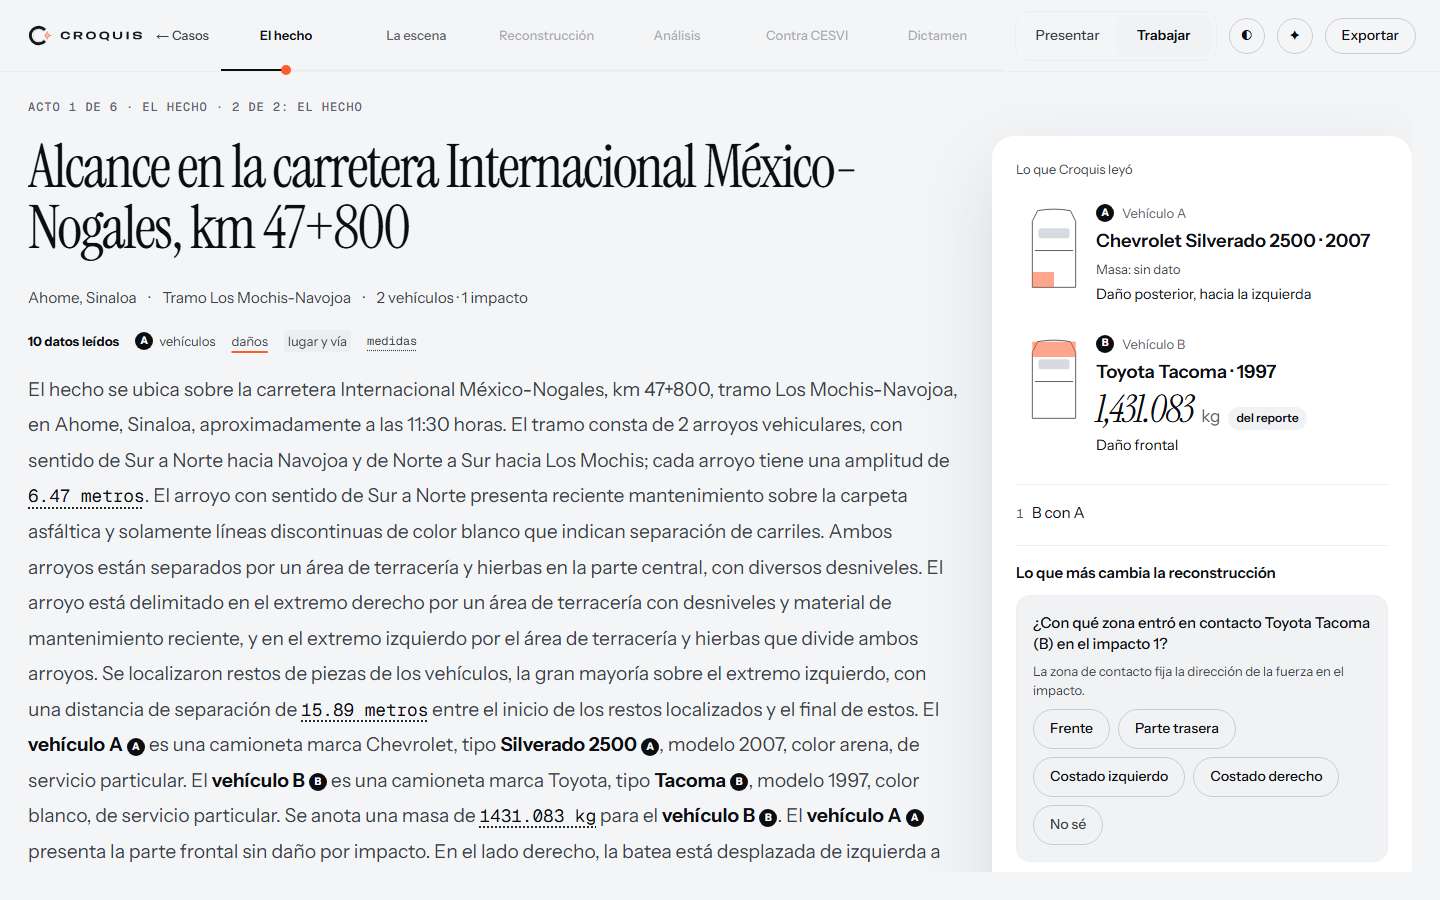 CROQUIS
← Casos
El hecho
La escena
Reconstrucción
Análisis
Contra CESVI
Dictamen
Presentar
Trabajar
Exportar
ACTO 1 DE 6 · EL HECHO · 2 DE 2: EL HECHO
Alcance en la carretera Internacional México-
Nogales, km 47+800
Ahome, Sinaloa · Tramo Los Mochis-Navojoa · 2 vehículos · 1 impacto
10 datos leídos A vehículos daños lugar y vía medidas
El hecho se ubica sobre la carretera Internacional México-Nogales, km 47+800, tramo Los Mochis-Navojoa,
en Ahome, Sinaloa, aproximadamente a las 11:30 horas. El tramo consta de 2 arroyos vehiculares, con
sentido de Sur a Norte hacia Navojoa y de Norte a Sur hacia Los Mochis; cada arroyo tiene una amplitud de
6.47 metros. El arroyo con sentido de Sur a Norte presenta reciente mantenimiento sobre la carpeta
asfáltica y solamente líneas discontinuas de color blanco que indican separación de carriles. Ambos
arroyos están separados por un área de terracería y hierbas en la parte central, con diversos desniveles. El
arroyo está delimitado en el extremo derecho por un área de terracería con desniveles y material de
mantenimiento reciente, y en el extremo izquierdo por el área de terracería y hierbas que divide ambos
arroyos. Se localizaron restos de piezas de los vehículos, la gran mayoría sobre el extremo izquierdo, con
una distancia de separación de 15.89 metros entre el inicio de los restos localizados y el final de estos. El
vehículo A A es una camioneta marca Chevrolet, tipo Silverado 2500 A, modelo 2007, color arena, de
servicio particular. El vehículo B B es una camioneta marca Toyota, tipo Tacoma B, modelo 1997, color
blanco, de servicio particular. Se anota una masa de 1431.083 kg para el vehículo B B. El vehículo A A
presenta la parte frontal sin daño por impacto. En el lado derecho, la batea está desplazada de izquierda a
Lo que Croquis leyó
A Vehículo A
Chevrolet Silverado 2500 · 2007
Masa: sin dato
Daño posterior, hacia la izquierda
B Vehículo B
Toyota Tacoma · 1997
1,431.083 kg del reporte
Daño frontal
1 B con A
Lo que más cambia la reconstrucción
¿Con qué zona entró en contacto Toyota Tacoma
(B) en el impacto 1?
La zona de contacto fija la dirección de la fuerza en el
impacto.
Frente
Parte trasera
Costado izquierdo
Costado derecho
No sé